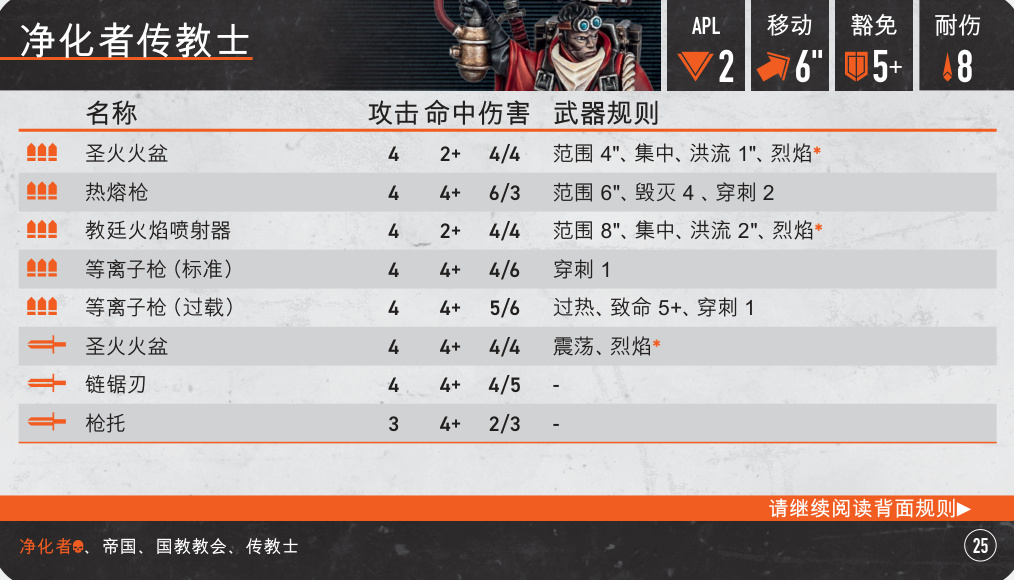 净化者传教士
APL 移动 豁免 耐伤
2 6" 5+ 8
名称 攻击 命中 伤害 武器规则
圣火火盆 4 2+ 4/4 范围 4"、集中、洪流 1"、烈焰*
热熔枪 4 4+ 6/3 范围 6"、毁灭 4 、穿刺 2
教廷火焰喷射器 4 2+ 4/4 范围 8"、集中、洪流 2"、烈焰*
等离子枪（标准） 4 4+ 4/6 穿刺 1
等离子枪（过载） 4 4+ 5/6 过热、致命 5+、穿刺 1
圣火火盆 4 4+ 4/4 震荡、烈焰*
链锯刃 4 4+ 4/5 -
枪托 3 4+ 2/3 -
请继续阅读背面规则▶
净化者、帝国、国教教会、传教士
25